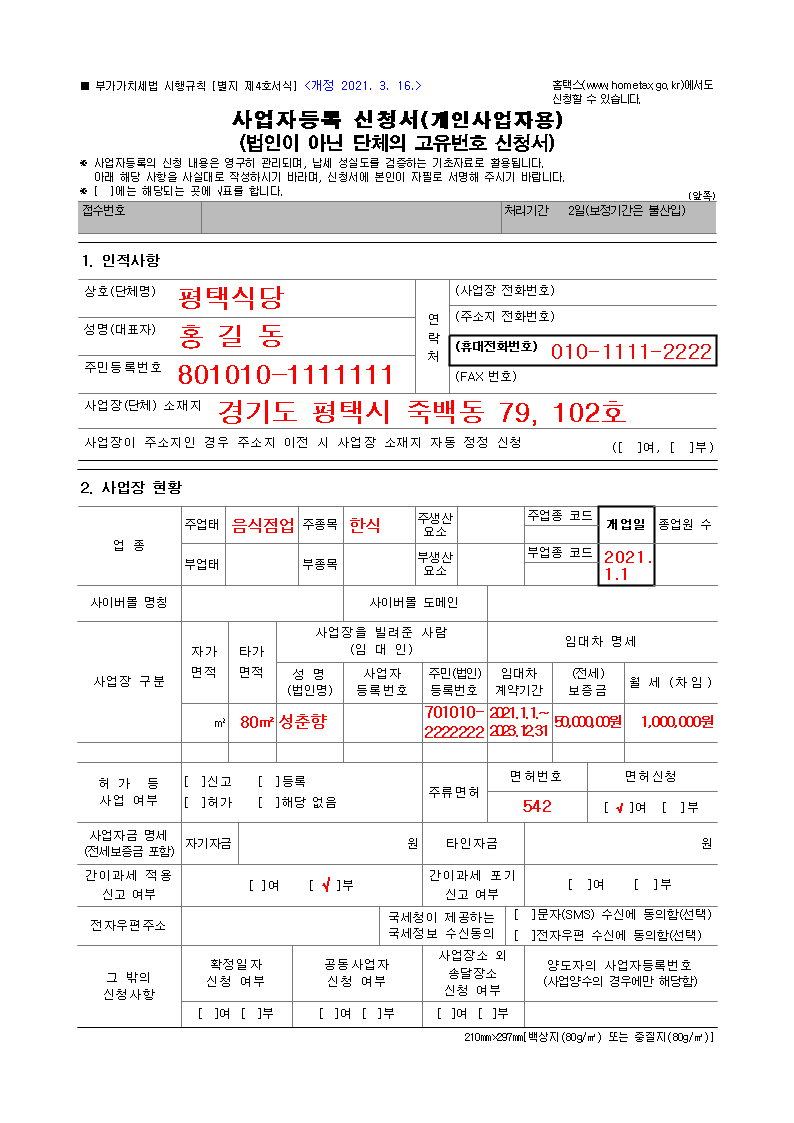 ■ 부가가치세법 시행규칙 [별지 제4호서식] <개정 2021. 3. 16.>
홈택스(www.hometax.go.kr)에서도
신청할 수 있습니다.
사업자등록 신청서(개인사업자용)
(법인이 아닌 단체의 고유번호 신청서)
※ 사업자등록의 신청 내용은 영구히 관리되며, 납세 성실도를 검증하는 기초자료로 활용됩니다.
아래 해당 사항을 사실대로 작성하시기 바라며, 신청서에 본인이 자필로 서명해 주시기 바랍니다.
※ [ ]에는 해당되는 곳에 √표를 합니다.
(앞쪽)
접수번호 처리기간 2일(보정기간은 불산입)
1. 인적사항
상호(단체명) 평택식당
성명(대표자) 홍 길 동
주민등록번호 801010-1111111
연락처
(사업장 전화번호)
(주소지 전화번호)
(휴대전화번호) 010-1111-2222
(FAX 번호)
사업장(단체) 소재지 경기도 평택시 죽백동 79, 102호
사업장이 주소지인 경우 주소지 이전 시 사업장 소재지 자동 정정 신청 ([ ]여, [ ]부)
2. 사업장 현황
업 종
주업태 음식점업 주종목 한식 주생산요소 주업종 코드 개업일 종업원 수
부업태 부종목 부생산요소 부업종 코드 2021.1.1
사이버몰 명칭 사이버몰 도메인
사업장 구분
자가면적 타가면적
사업장을 빌려준 사람
(임 대 인)
임대차 명세
성 명(법인명) 사업자등록번호 주민(법인)등록번호 임대차계약기간 (전세)보증금 월 세 (차임)
㎡ 80㎡ 성춘향 701010-2222222 2021.1.1.~2023.12.31 50,000,00원 1,000,000원
허 가 등
사업 여부
[ ]신고 [ ]등록
[ ]허가 [ ]해당 없음
주류면허 면허번호 면허신청
542 [ √ ]여 [ ]부
사업자금 명세
(전세보증금 포함)
자기자금 원 타인자금 원
간이과세 적용
신고 여부
[ ]여 [ √ ]부
간이과세 포기
신고 여부
[ ]여 [ ]부
전자우편주소
국세청이 제공하는
국세정보 수신동의
[ ]문자(SMS) 수신에 동의함(선택)
[ ]전자우편 수신에 동의함(선택)
그 밖의
신청사항
확정일자
신청 여부
공동사업자
신청 여부
사업장소 외
송달장소
신청 여부
양도자의 사업자등록번호
(사업양수의 경우에만 해당함)
[ ]여 [ ]부 [ ]여 [ ]부 [ ]여 [ ]부
210mm×297mm[백상지(80g/㎡) 또는 중질지(80g/㎡)]